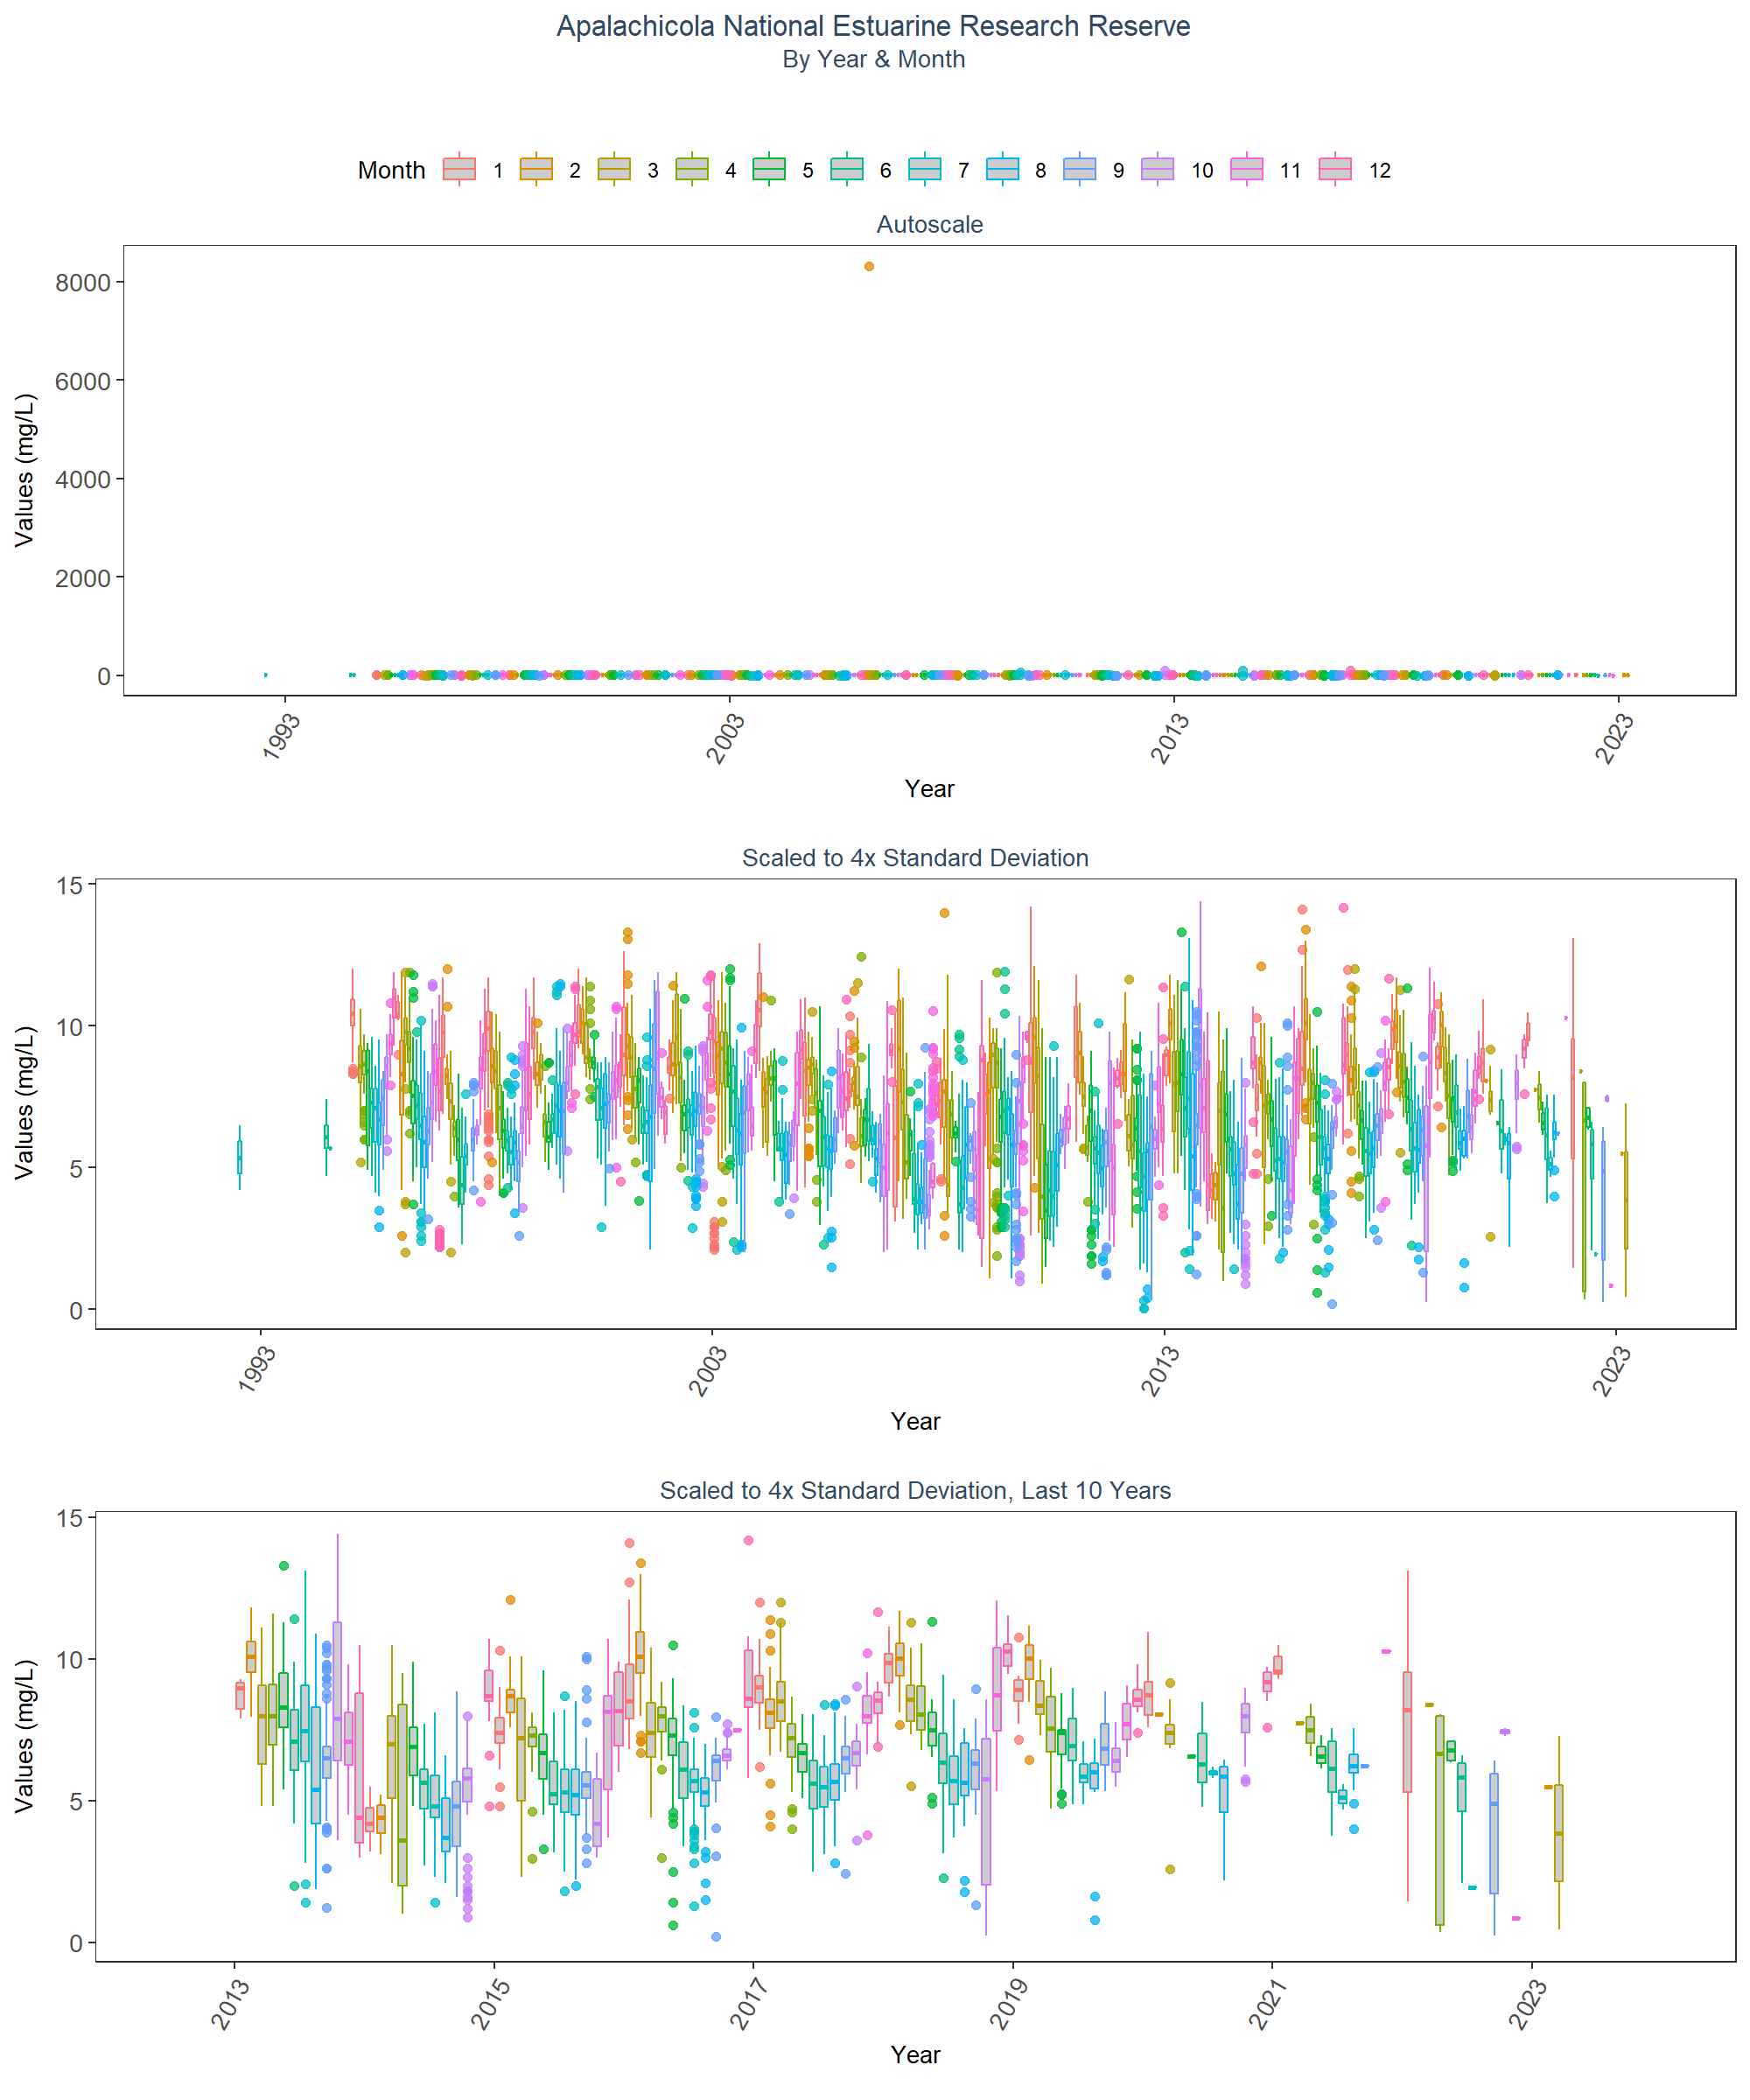 Apalachicola National Estuarine Research Reserve
By Year & Month
Month 1 2 3 4 5 6 7 8 9 10 11 12
Autoscale
8000
6000
4000
2000
0
Values (mg/L)
1993 2003 2013 2023
Year
Scaled to 4x Standard Deviation
15
10
5
0
Values (mg/L)
1993 2003 2013 2023
Year
Scaled to 4x Standard Deviation, Last 10 Years
15
10
5
0
Values (mg/L)
2013 2015 2017 2019 2021 2023
Year